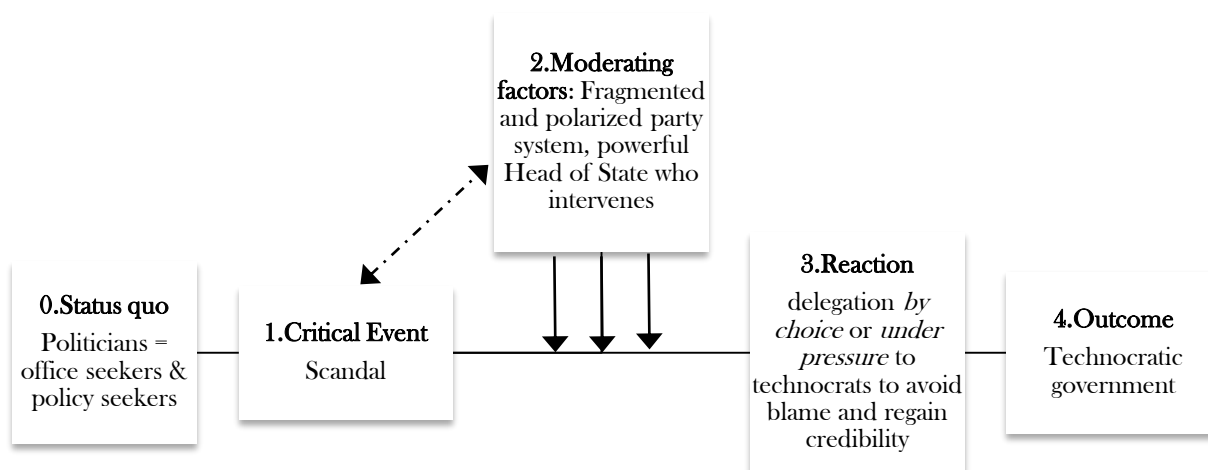 0.Status quo
Politicians =
office seekers &
policy seekers
1.Critical Event
Scandal
2.Moderating
factors: Fragmented
and polarized party
system, powerful
Head of State who
intervenes
3.Reaction
delegation by
choice or under
pressure to
technocrats to avoid
blame and regain
credibility
4.Outcome
Technocratic
government